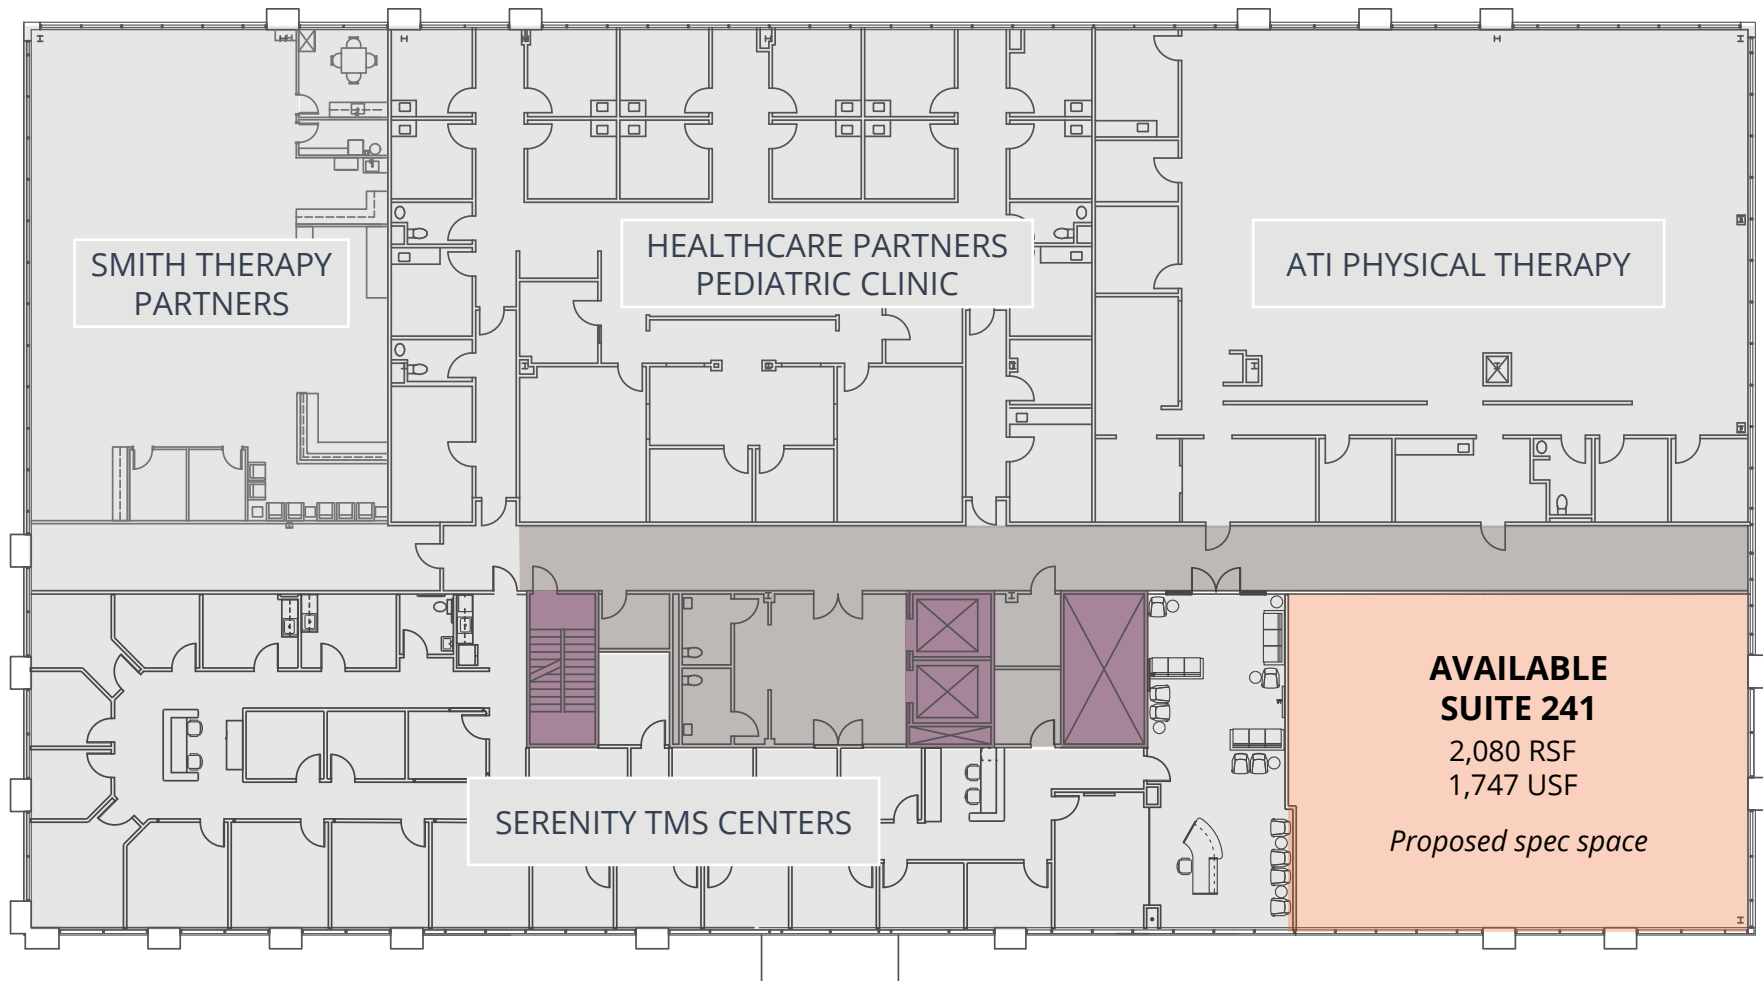 SMITH THERAPY
PARTNERS
HEALTHCARE PARTNERS
PEDIATRIC CLINIC
ATI PHYSICAL THERAPY
SERENITY TMS CENTERS
AVAILABLE
SUITE 241
2,080 RSF
1,747 USF
Proposed spec space